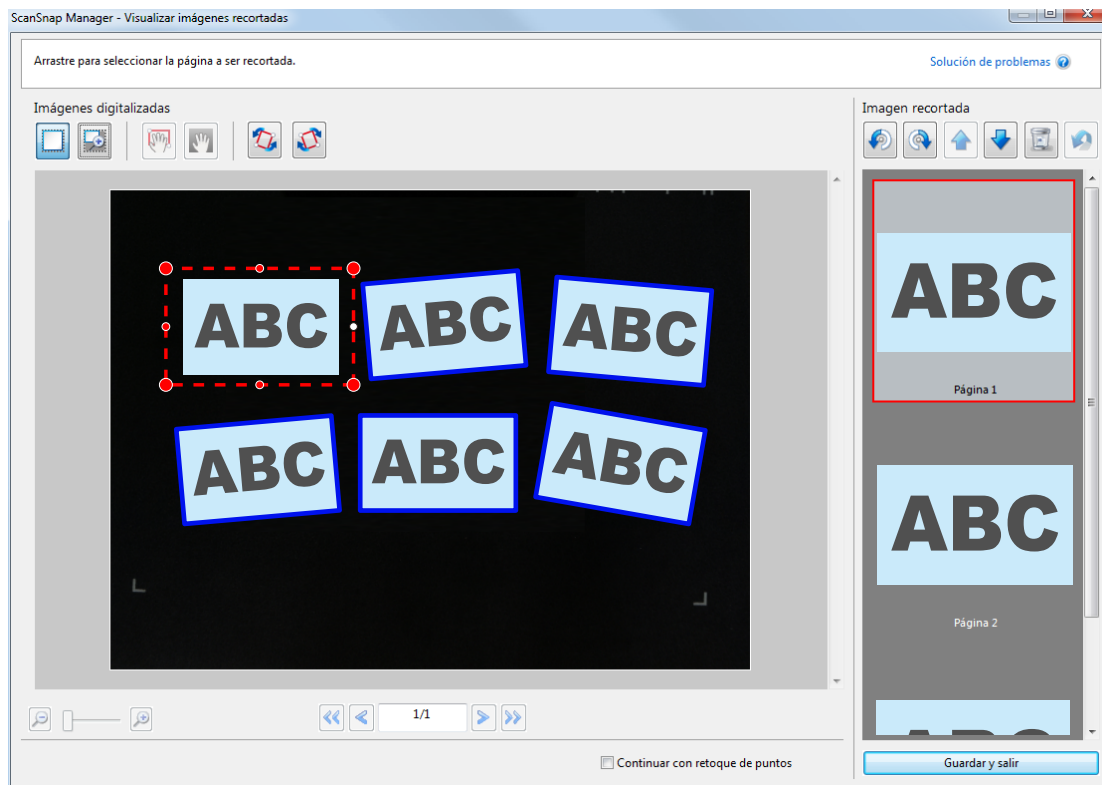 ScanSnap Manager - Visualizar imágenes recortadas
Arrastre para seleccionar la página a ser recortada.
Solución de problemas
Imágenes digitalizadas
Imagen recortada
ABC
ABC
ABC
ABC
ABC
ABC
ABC
Página 1
ABC
Página 2
1/1
Continuar con retoque de puntos
Guardar y salir